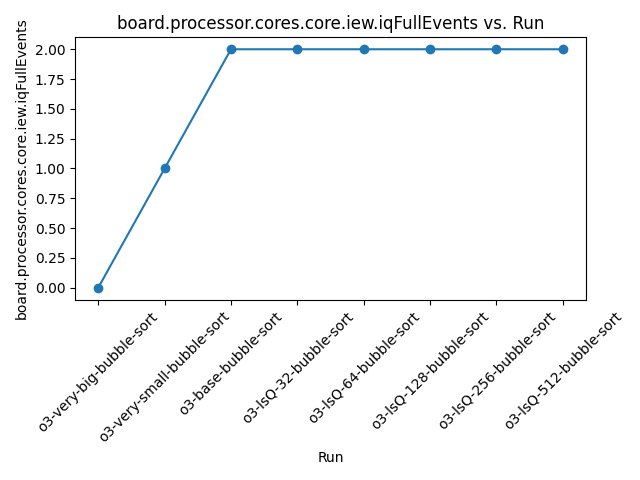 board.processor.cores.core.iew.iqFullEvents vs. Run
board.processor.cores.core.iew.iqFullEvents
2.00
1.75
1.50
1.25
1.00
0.75
0.50
0.25
0.00
o3-very-big-bubble-sort
o3-very-small-bubble-sort
o3-base-bubble-sort
o3-lsQ-32-bubble-sort
o3-lsQ-64-bubble-sort
o3-lsQ-128-bubble-sort
o3-lsQ-256-bubble-sort
o3-lsQ-512-bubble-sort
Run